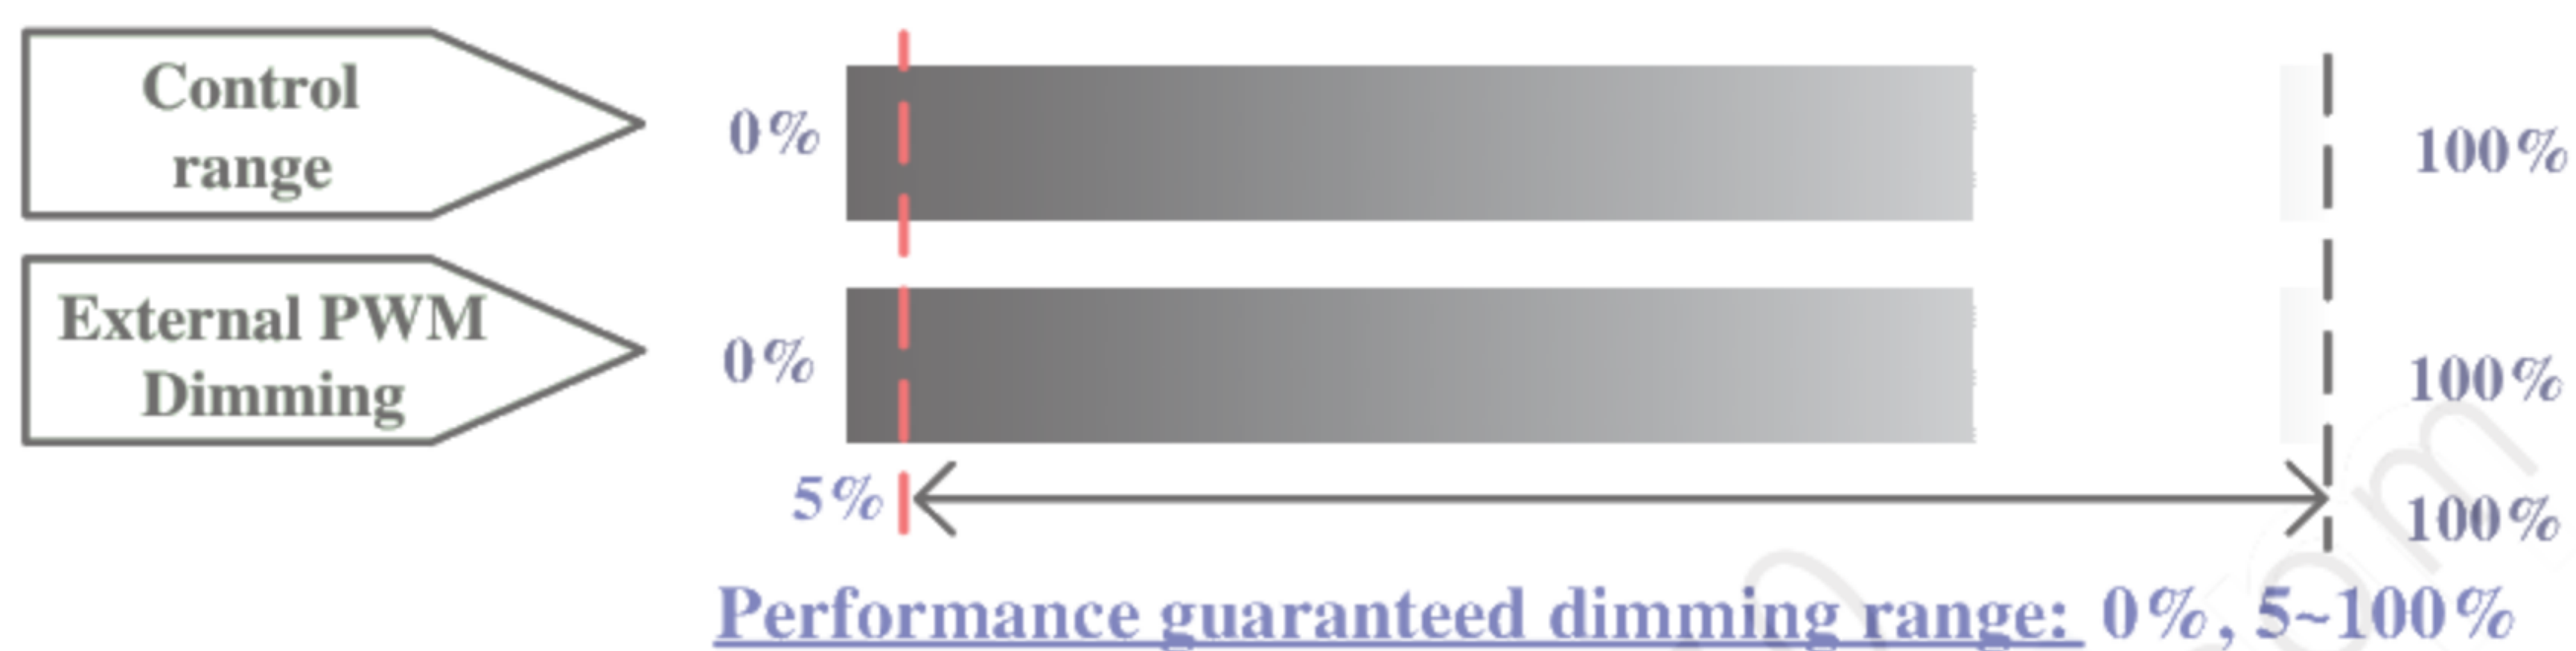 Control
range
0%
100%
External PWM
Dimming
0%
100%
5%
100%
Performance guaranteed dimming range: 0%, 5~100%